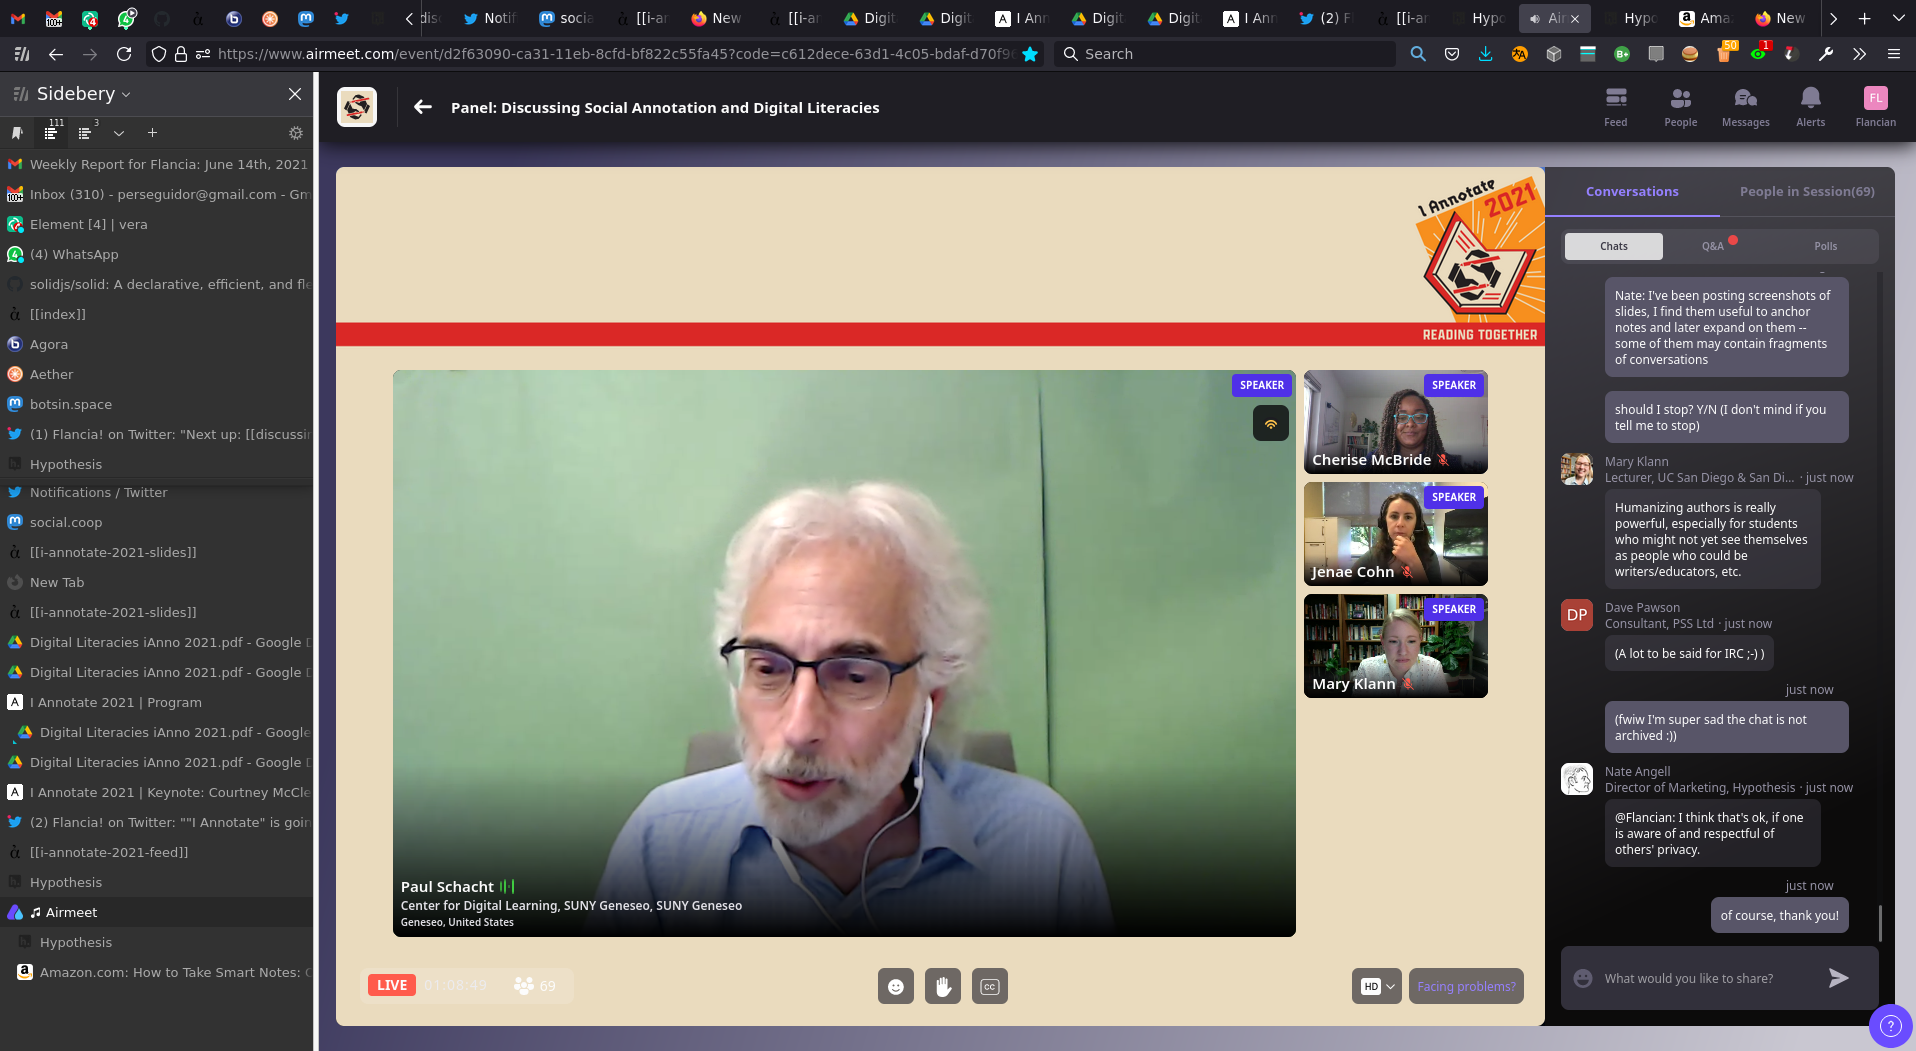 disc
Notif
socia
[[i-ar
New
[[i-ar
Digit
Digit
I Ann
Digit
Digit
I Ann
(2) F
[[i-ar
Hypo
Air
Hypo
Ama
New
https://www.airmeet.com/event/d2f63090-ca31-11eb-8cfd-bf822c55fa45?code=c612dece-63d1-4c05-bdaf-d70f96
Search
50
1
Sidebery
111
3
Weekly Report for Flancia: June 14th, 2021
Inbox (310) - perseguidor@gmail.com - Gm
Element [4] | vera
(4) WhatsApp
solidjs/solid: A declarative, efficient, and fle
[[index]]
Agora
Aether
botsin.space
(1) Flancia! on Twitter: "Next up: [[discussin
Hypothesis
Notifications / Twitter
social.coop
[[i-annotate-2021-slides]]
New Tab
[[i-annotate-2021-slides]]
Digital Literacies iAnno 2021.pdf - Google D
Digital Literacies iAnno 2021.pdf - Google D
I Annotate 2021 | Program
Digital Literacies iAnno 2021.pdf - Google
Digital Literacies iAnno 2021.pdf - Google D
I Annotate 2021 | Keynote: Courtney McCle
(2) Flancia! on Twitter: ""I Annotate" is goin
[[i-annotate-2021-feed]]
Hypothesis
Airmeet
Hypothesis
Amazon.com: How to Take Smart Notes: O
Panel: Discussing Social Annotation and Digital Literacies
Feed
People
Messages
Alerts
FL
Flancian
I Annotate 2021
READING TOGETHER
SPEAKER
Paul Schacht
Center for Digital Learning, SUNY Geneseo, SUNY Geneseo
Geneseo, United States
SPEAKER
Cherise McBride
SPEAKER
Jenae Cohn
SPEAKER
Mary Klann
LIVE
01:08:49
69
CC
HD
Facing problems?
Conversations
People in Session(69)
Chats
Q&A
Polls
Nate: I've been posting screenshots of
slides, I find them useful to anchor
notes and later expand on them --
some of them may contain fragments
of conversations
should I stop? Y/N (I don't mind if you
tell me to stop)
Mary Klann
Lecturer, UC San Diego & San Di... · just now
Humanizing authors is really
powerful, especially for students
who might not yet see themselves
as people who could be
writers/educators, etc.
DP
Dave Pawson
Consultant, PSS Ltd · just now
(A lot to be said for IRC ;-) )
just now
(fwiw I'm super sad the chat is not
archived :))
Nate Angell
Director of Marketing, Hypothesis · just now
@Flancian: I think that's ok, if one
is aware of and respectful of
others' privacy.
just now
of course, thank you!
What would you like to share?